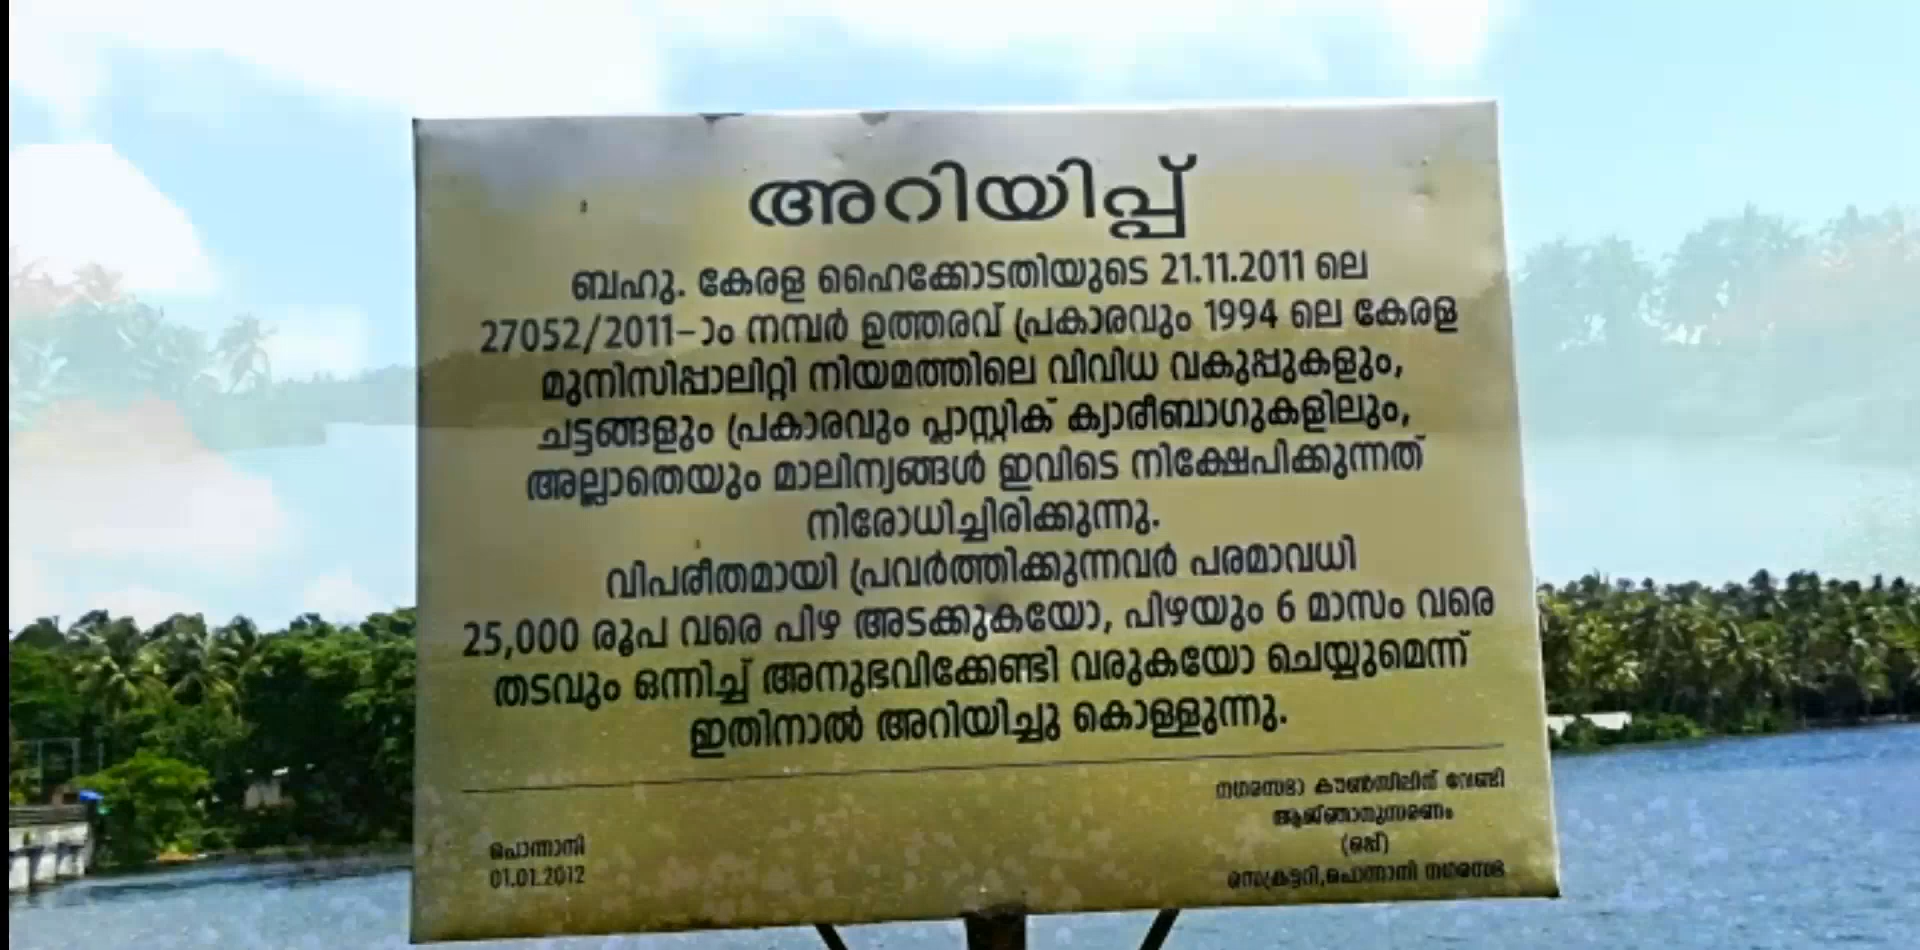 അറിയിപ്പ്
ബഹു. കേരള ഹൈക്കോടതിയുടെ 21.11.2011 ലെ
27052/2011-ാം നമ്പർ ഉത്തരവ് പ്രകാരവും 1994 ലെ കേരള
മുനിസിപ്പാലിറ്റി നിയമത്തിലെ വിവിധ വകുപ്പുകളും,
ചട്ടങ്ങളും പ്രകാരവും പ്ലാസ്റ്റിക് ക്യാരീബാഗുകളിലും,
അല്ലാതെയും മാലിന്യങ്ങൾ ഇവിടെ നിക്ഷേപിക്കുന്നത്
നിരോധിച്ചിരിക്കുന്നു.
വിപരീതമായി പ്രവർത്തിക്കുന്നവർ പരമാവധി
25,000 രൂപ വരെ പിഴ അടക്കുകയോ, പിഴയും 6 മാസം വരെ
തടവും ഒന്നിച്ച് അനുഭവിക്കേണ്ടി വരുകയോ ചെയ്യുമെന്ന്
ഇതിനാൽ അറിയിച്ചു കൊള്ളുന്നു.
നഗരസഭാ കൗൺസിലിന് വേണ്ടി
ആജ്ഞാനുസരണം
(ഒപ്പ്)
സെക്രട്ടറി,പൊന്നാനി നഗരസഭ
പൊന്നാനി
01.01.2012